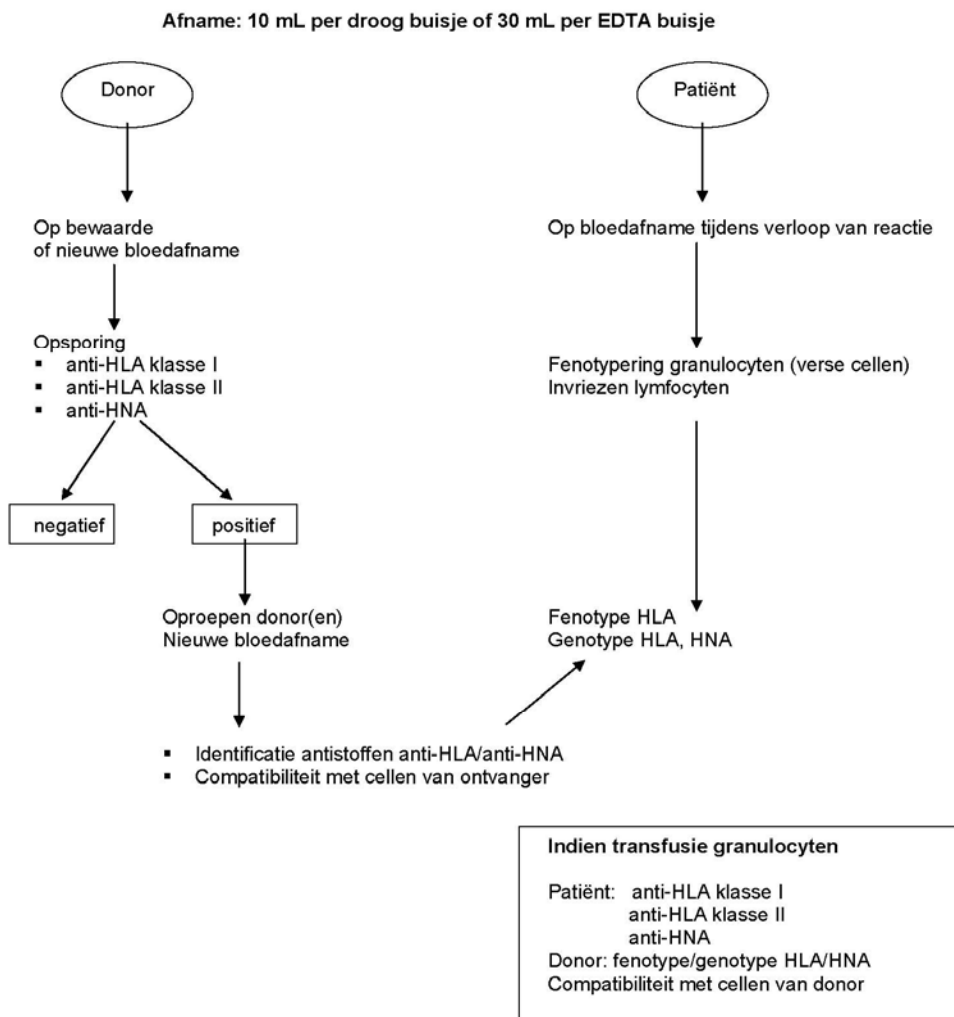 Afname: 10 mL per droog buisje of 30 mL per EDTA buisje
Donor
Patiënt
Op bewaarde
of nieuwe bloedafname
Op bloedafname tijdens verloop van reactie
Opsporing
▪ anti-HLA klasse I
▪ anti-HLA klasse II
▪ anti-HNA
Fenotypering granulocyten (verse cellen)
Invriezen lymfocyten
negatief
positief
Oproepen donor(en)
Nieuwe bloedafname
Fenotype HLA
Genotype HLA, HNA
▪ Identificatie antistoffen anti-HLA/anti-HNA
▪ Compatibiliteit met cellen van ontvanger
Indien transfusie granulocyten
Patiënt: anti-HLA klasse I
anti-HLA klasse II
anti-HNA
Donor: fenotype/genotype HLA/HNA
Compatibiliteit met cellen van donor